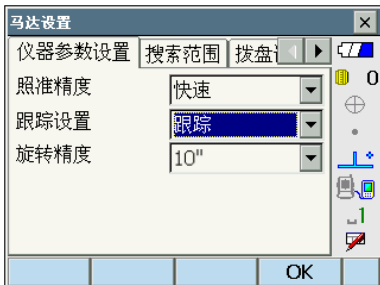 马达设置
仪器参数设置 搜索范围 拨盘
照准精度 快速
0
跟踪设置 跟踪
旋转精度 10"
1
OK